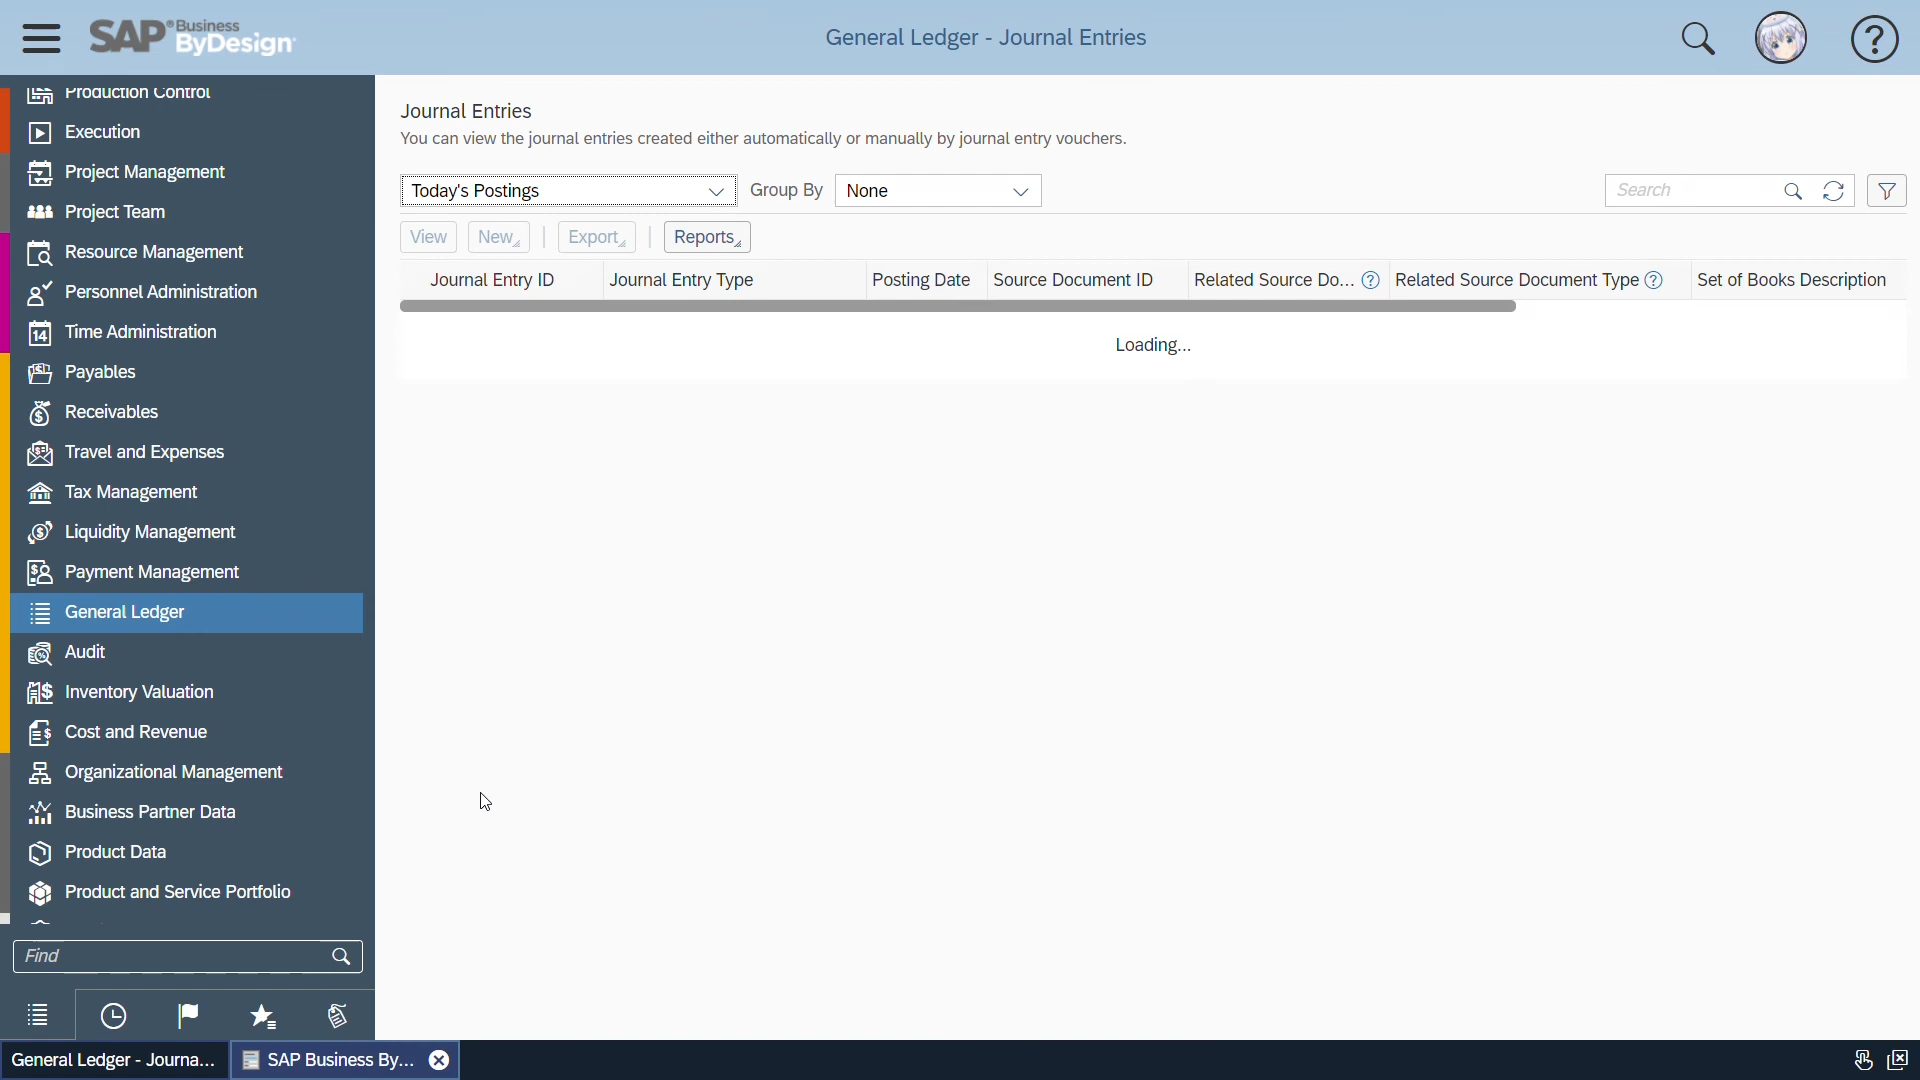 SAP Business ByDesign
General Ledger - Journal Entries
Production Control
Execution
Project Management
Project Team
Resource Management
Personnel Administration
14
Time Administration
Payables
Receivables
Travel and Expenses
Tax Management
Liquidity Management
Payment Management
General Ledger
Audit
Inventory Valuation
Cost and Revenue
Organizational Management
Business Partner Data
Product Data
Product and Service Portfolio
Find
Journal Entries
You can view the journal entries created either automatically or manually by journal entry vouchers.
Today's Postings Group By None Search
View New Export Reports
Journal Entry ID Journal Entry Type Posting Date Source Document ID Related Source Do... Related Source Document Type Set of Books Description
Loading...
General Ledger - Journa... SAP Business By...